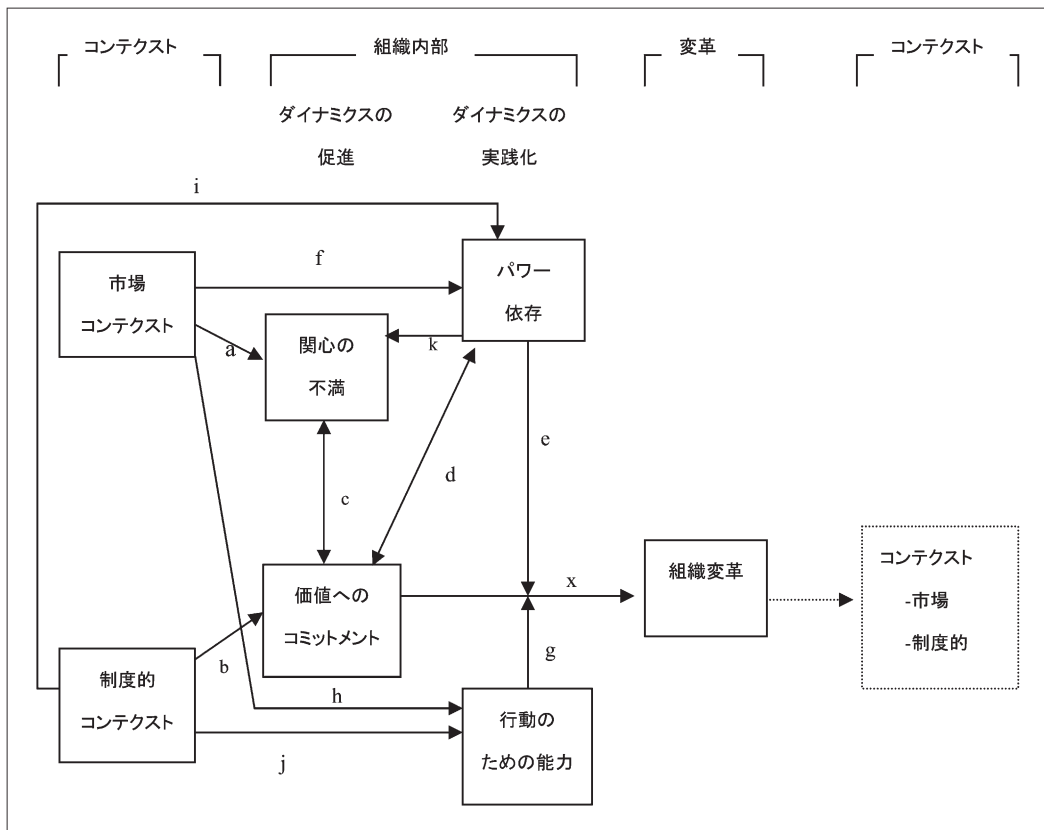 コンテクスト
組織内部
変革
コンテクスト
ダイナミクスの
促進
ダイナミクスの
実践化
i
市場
コンテクスト
f
パワー
依存
a
関心の
不満
k
e
d
c
価値への
コミットメント
x
組織変革
コンテクスト
-市場
-制度的
b
制度的
コンテクスト
g
h
行動の
ための能力
j